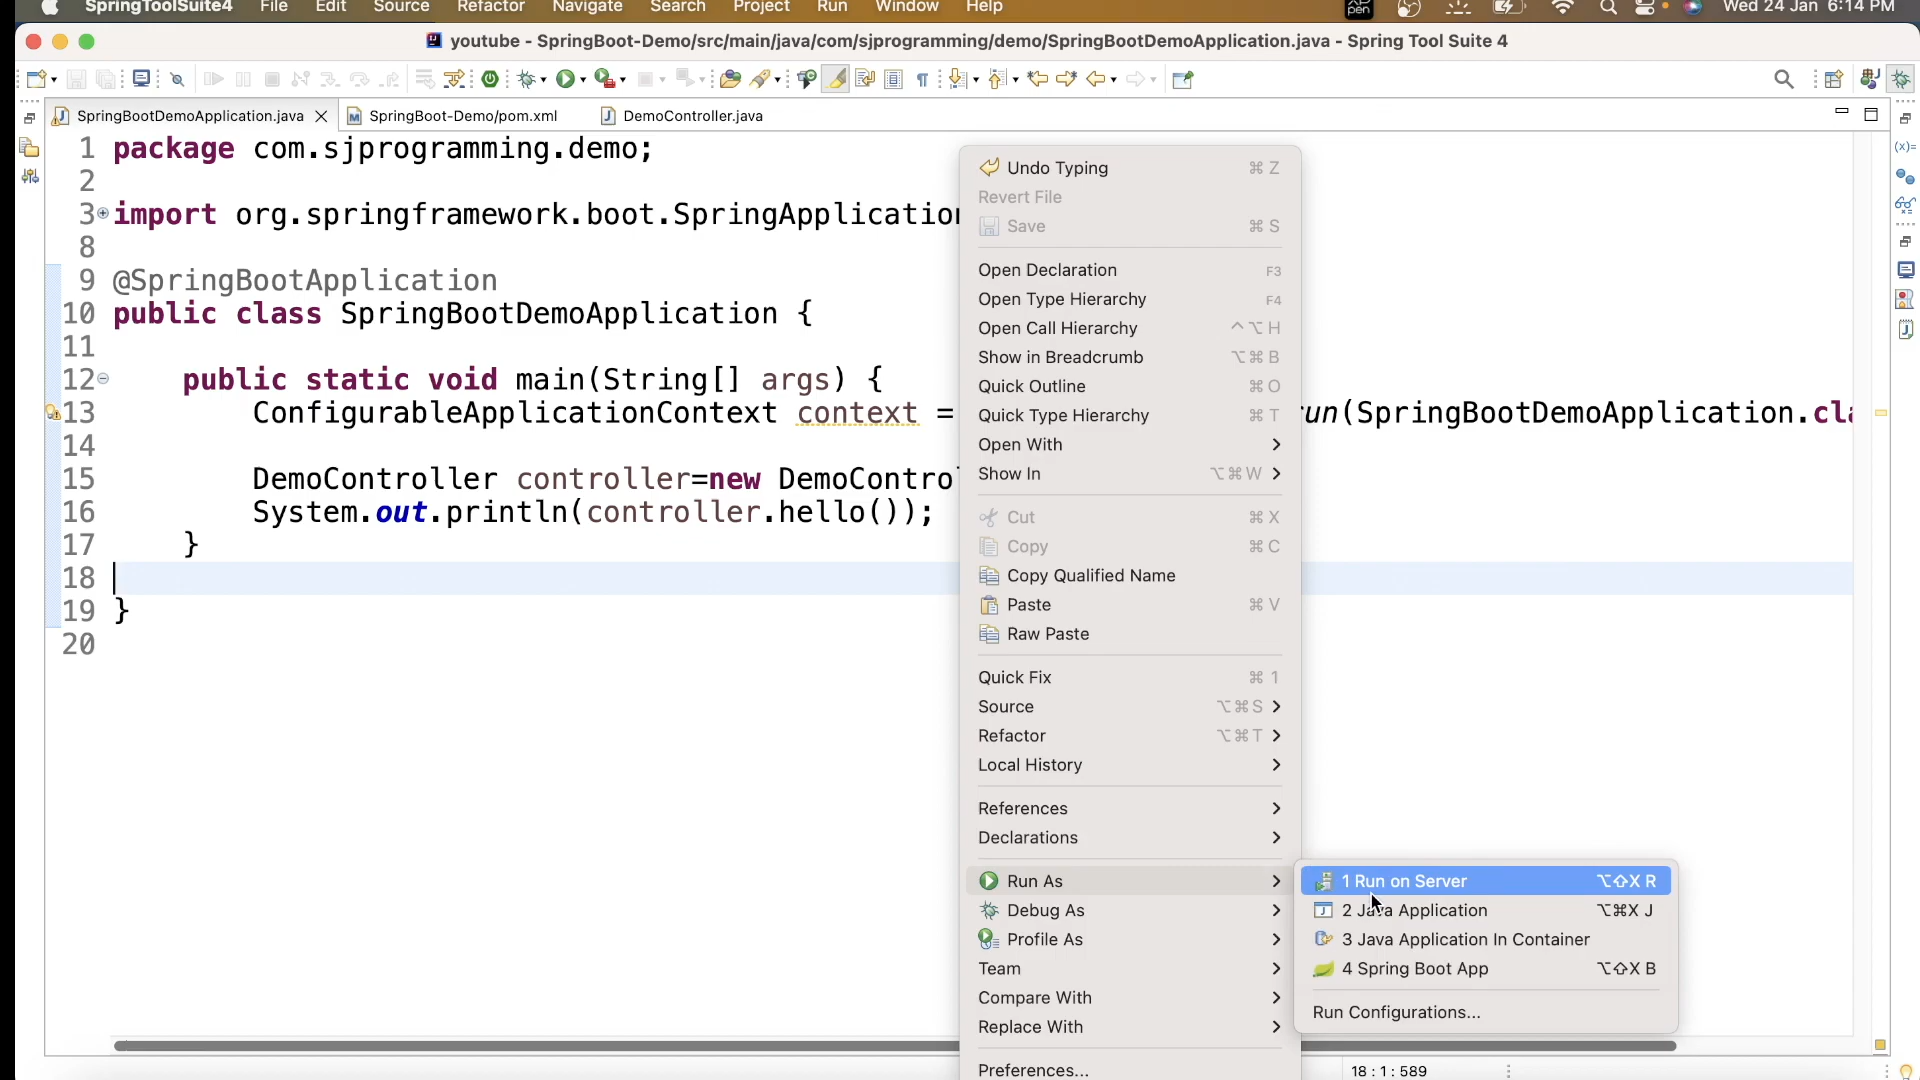 SpringToolSuite4 File Edit Source Refactor Navigate Search Project Run Window Help XP pen Wed 24 Jan 6:14 PM
youtube - SpringBoot-Demo/src/main/java/com/sjprogramming/demo/SpringBootDemoApplication.java - Spring Tool Suite 4
SpringBootDemoApplication.java SpringBoot-Demo/pom.xml DemoController.java
1 package com.sjprogramming.demo;
2
3 import org.springframework.boot.SpringApplication
8
9 @SpringBootApplication
10 public class SpringBootDemoApplication {
11
12 public static void main(String[] args) {
13 ConfigurableApplicationContext context = run(SpringBootDemoApplication.cla
14
15 DemoController controller=new DemoContro
16 System.out.println(controller.hello());
17 }
18
19 }
20
Undo Typing ⌘ Z
Revert File
Save ⌘ S
Open Declaration F3
Open Type Hierarchy F4
Open Call Hierarchy ^⌥H
Show in Breadcrumb ⌥⌘B
Quick Outline ⌘O
Quick Type Hierarchy ⌘T
Open With
Show In ⌥⌘W
Cut ⌘X
Copy ⌘C
Copy Qualified Name
Paste ⌘V
Raw Paste
Quick Fix ⌘1
Source ⌥⌘S
Refactor ⌥⌘T
Local History
References
Declarations
Run As
Debug As
Profile As
Team
Compare With
Replace With
Preferences...
1 Run on Server ⌥⇧X R
2 Java Application ⌥⌘X J
3 Java Application In Container
4 Spring Boot App ⌥⇧X B
Run Configurations...
18 : 1 : 589